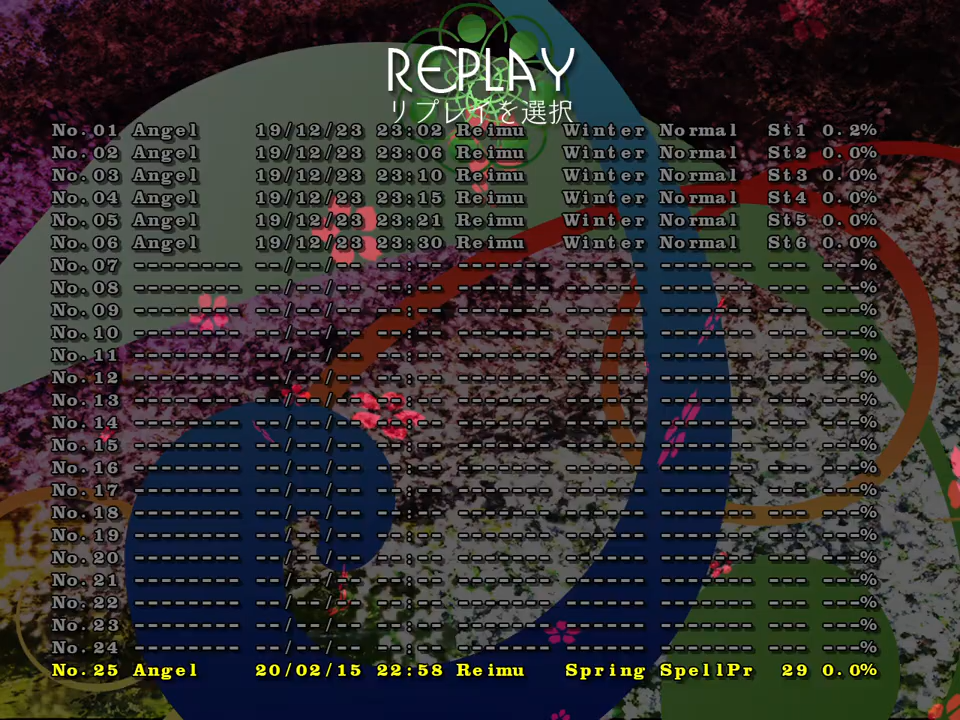 REPLAY
リプレイを選択
No.01 Angel 19/12/23 23:02 Reimu Winter Normal St1 0.2%
No.02 Angel 19/12/23 23:06 Reimu Winter Normal St2 0.0%
No.03 Angel 19/12/23 23:10 Reimu Winter Normal St3 0.0%
No.04 Angel 19/12/23 23:15 Reimu Winter Normal St4 0.0%
No.05 Angel 19/12/23 23:21 Reimu Winter Normal St5 0.0%
No.06 Angel 19/12/23 23:30 Reimu Winter Normal St6 0.0%
No.07 -------- --/--/-- --:-- ------- ------ ------- --- ---%
No.08 -------- --/--/-- --:-- ------- ------ ------- --- ---%
No.09 -------- --/--/-- --:-- ------- ------ ------- --- ---%
No.10 -------- --/--/-- --:-- ------- ------ ------- --- ---%
No.11 -------- --/--/-- --:-- ------- ------ ------- --- ---%
No.12 -------- --/--/-- --:-- ------- ------ ------- --- ---%
No.13 -------- --/--/-- --:-- ------- ------ ------- --- ---%
No.14 -------- --/--/-- --:-- ------- ------ ------- --- ---%
No.15 -------- --/--/-- --:-- ------- ------ ------- --- ---%
No.16 -------- --/--/-- --:-- ------- ------ ------- --- ---%
No.17 -------- --/--/-- --:-- ------- ------ ------- --- ---%
No.18 -------- --/--/-- --:-- ------- ------ ------- --- ---%
No.19 -------- --/--/-- --:-- ------- ------ ------- --- ---%
No.20 -------- --/--/-- --:-- ------- ------ ------- --- ---%
No.21 -------- --/--/-- --:-- ------- ------ ------- --- ---%
No.22 -------- --/--/-- --:-- ------- ------ ------- --- ---%
No.23 -------- --/--/-- --:-- ------- ------ ------- --- ---%
No.24 -------- --/--/-- --:-- ------- ------ ------- --- ---%
No.25 Angel 20/02/15 22:58 Reimu Spring SpellPr 29 0.0%